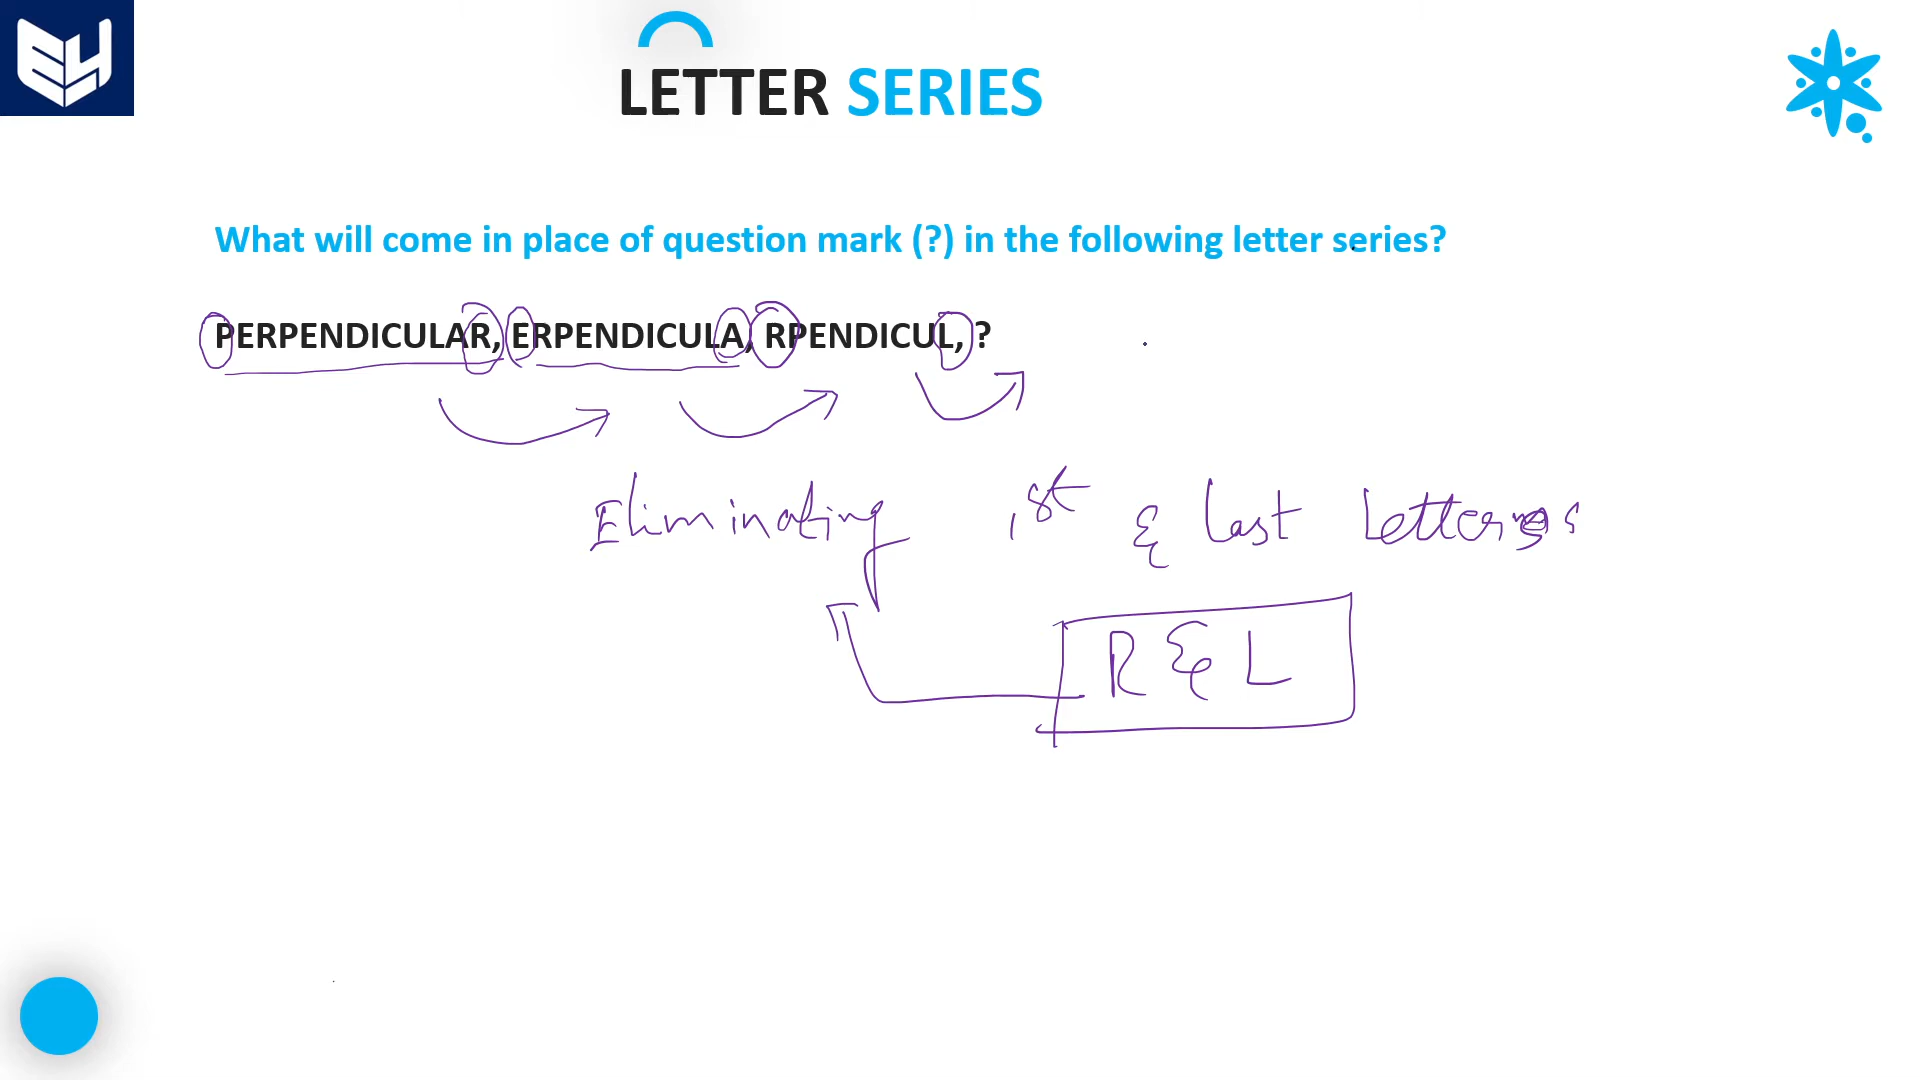 LETTER SERIES
What will come in place of question mark (?) in the following letter series?
PERPENDICULAR, ERPENDICULA, RPENDICUL, ?
Eliminating 1st & last letters
R & L